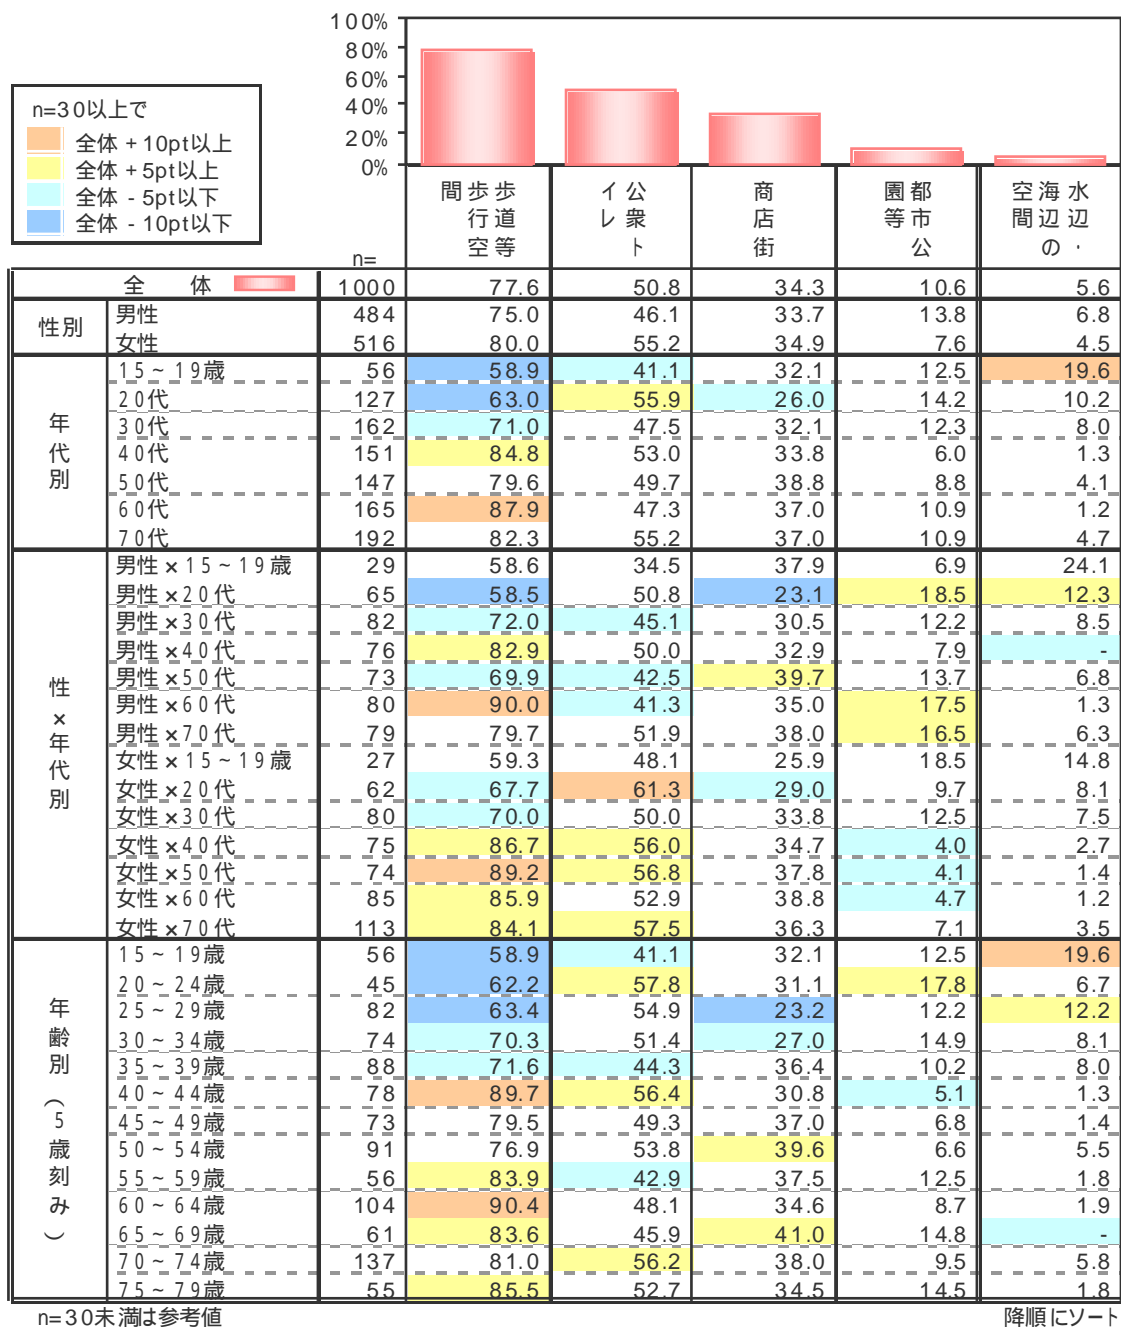 100%
80%
60%
40%
20%
0%
n=30以上で
全体+10pt以上
全体+5pt以上
全体-5pt以下
全体-10pt以下
歩道等
歩行空
間
公衆ト
イレ
商店街
都市公
園等
水辺・
海辺の
空間
n=
全体 1000 77.6 50.8 34.3 10.6 5.6
性別
男性 484 75.0 46.1 33.7 13.8 6.8
女性 516 80.0 55.2 34.9 7.6 4.5
年代別
15~19歳 56 58.9 41.1 32.1 12.5 19.6
20代 127 63.0 55.9 26.0 14.2 10.2
30代 162 71.0 47.5 32.1 12.3 8.0
40代 151 84.8 53.0 33.8 6.0 1.3
50代 147 79.6 49.7 38.8 8.8 4.1
60代 165 87.9 47.3 37.0 10.9 1.2
70代 192 82.3 55.2 37.0 10.9 4.7
性×年代別
男性×15~19歳 29 58.6 34.5 37.9 6.9 24.1
男性×20代 65 58.5 50.8 23.1 18.5 12.3
男性×30代 82 72.0 45.1 30.5 12.2 8.5
男性×40代 76 82.9 50.0 32.9 7.9 -
男性×50代 73 69.9 42.5 39.7 13.7 6.8
男性×60代 80 90.0 41.3 35.0 17.5 1.3
男性×70代 79 79.7 51.9 38.0 16.5 6.3
女性×15~19歳 27 59.3 48.1 25.9 18.5 14.8
女性×20代 62 67.7 61.3 29.0 9.7 8.1
女性×30代 80 70.0 50.0 33.8 12.5 7.5
女性×40代 75 86.7 56.0 34.7 4.0 2.7
女性×50代 74 89.2 56.8 37.8 4.1 1.4
女性×60代 85 85.9 52.9 38.8 4.7 1.2
女性×70代 113 84.1 57.5 36.3 7.1 3.5
年齢別(5歳刻み)
15~19歳 56 58.9 41.1 32.1 12.5 19.6
20~24歳 45 62.2 57.8 31.1 17.8 6.7
25~29歳 82 63.4 54.9 23.2 12.2 12.2
30~34歳 74 70.3 51.4 27.0 14.9 8.1
35~39歳 88 71.6 44.3 36.4 10.2 8.0
40~44歳 78 89.7 56.4 30.8 5.1 1.3
45~49歳 73 79.5 49.3 37.0 6.8 1.4
50~54歳 91 76.9 53.8 39.6 6.6 5.5
55~59歳 56 83.9 42.9 37.5 12.5 1.8
60~64歳 104 90.4 48.1 34.6 8.7 1.9
65~69歳 61 83.6 45.9 41.0 14.8 -
70~74歳 137 81.0 56.2 38.0 9.5 5.8
75~79歳 55 85.5 52.7 34.5 14.5 1.8
n=30未満は参考値
降順にソート